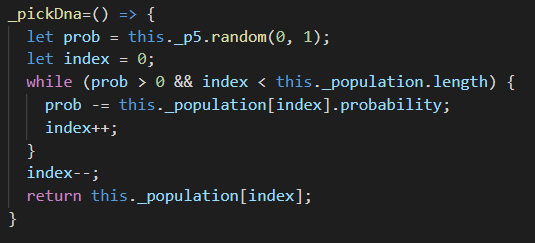 _pickDna=() => {
  let prob = this._p5.random(0, 1);
  let index = 0;
  while (prob > 0 && index < this._population.length) {
    prob -= this._population[index].probability;
    index++;
  }
  index--;
  return this._population[index];
}